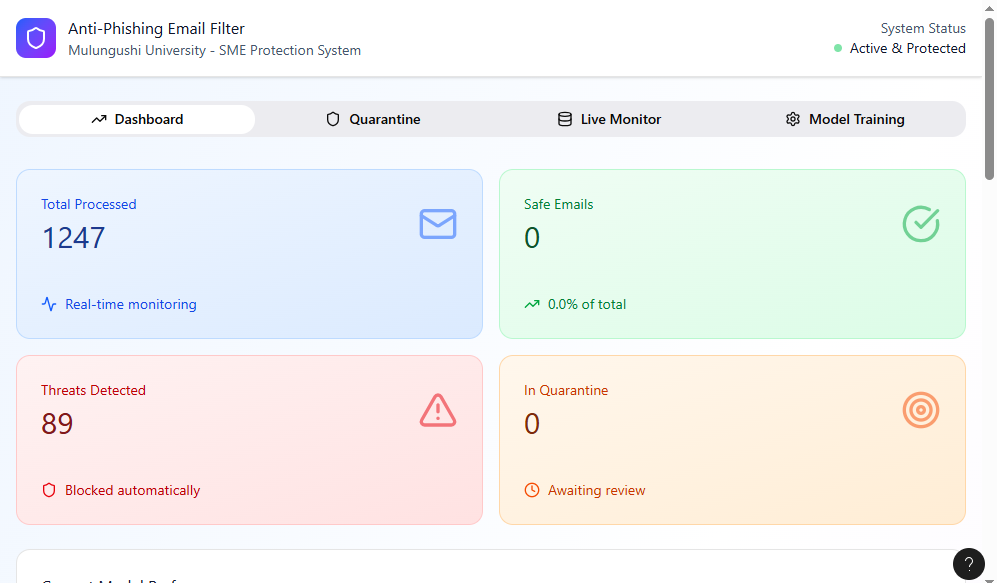 Anti-Phishing Email Filter
Mulungushi University - SME Protection System
System Status
Active & Protected
Dashboard
Quarantine
Live Monitor
Model Training
Total Processed
1247
Real-time monitoring
Safe Emails
0
0.0% of total
Threats Detected
89
Blocked automatically
In Quarantine
0
Awaiting review
?